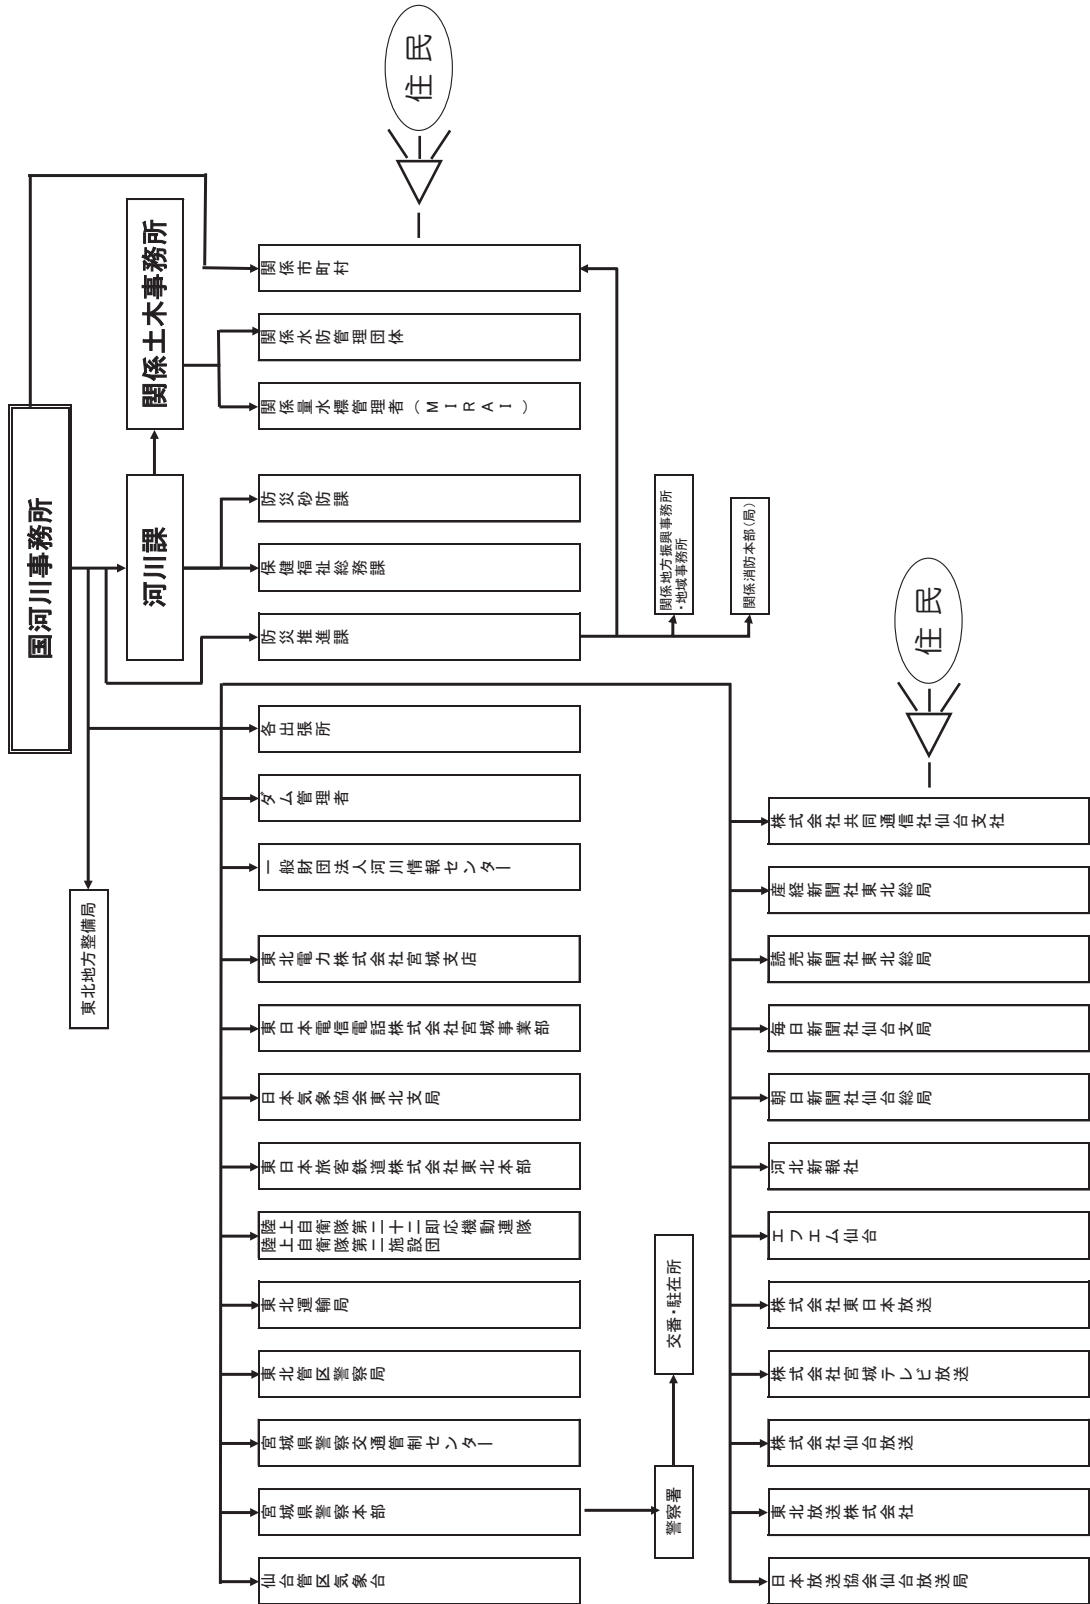 国河川事務所
河川課
関係土木事務所
東北地方整備局
関係市町村
関係水防管理団体
関係量水標管理者（ＭＩＲＡＩ）
防災砂防課
保健福祉総務課
防災推進課
各出張所
ダム管理者
一般財団法人河川情報センター
東北電力株式会社宮城支店
東日本電信電話株式会社宮城事業部
日本気象協会東北支局
東日本旅客鉄道株式会社東北本部
陸上自衛隊第二十二即応機動連隊
陸上自衛隊第二施設団
東北運輸局
東北管区警察局
宮城県警察交通管制センター
宮城県警察本部
仙台管区気象台
住民
関係地方振興事務所
・地域事務所
関係消防本部（局）
警察署
交番・駐在所
株式会社共同通信社仙台支社
産経新聞社東北総局
読売新聞社東北総局
毎日新聞社仙台支局
朝日新聞社仙台総局
河北新報社
エフエム仙台
株式会社東日本放送
株式会社宮城テレビ放送
株式会社仙台放送
東北放送株式会社
日本放送協会仙台放送局
住民